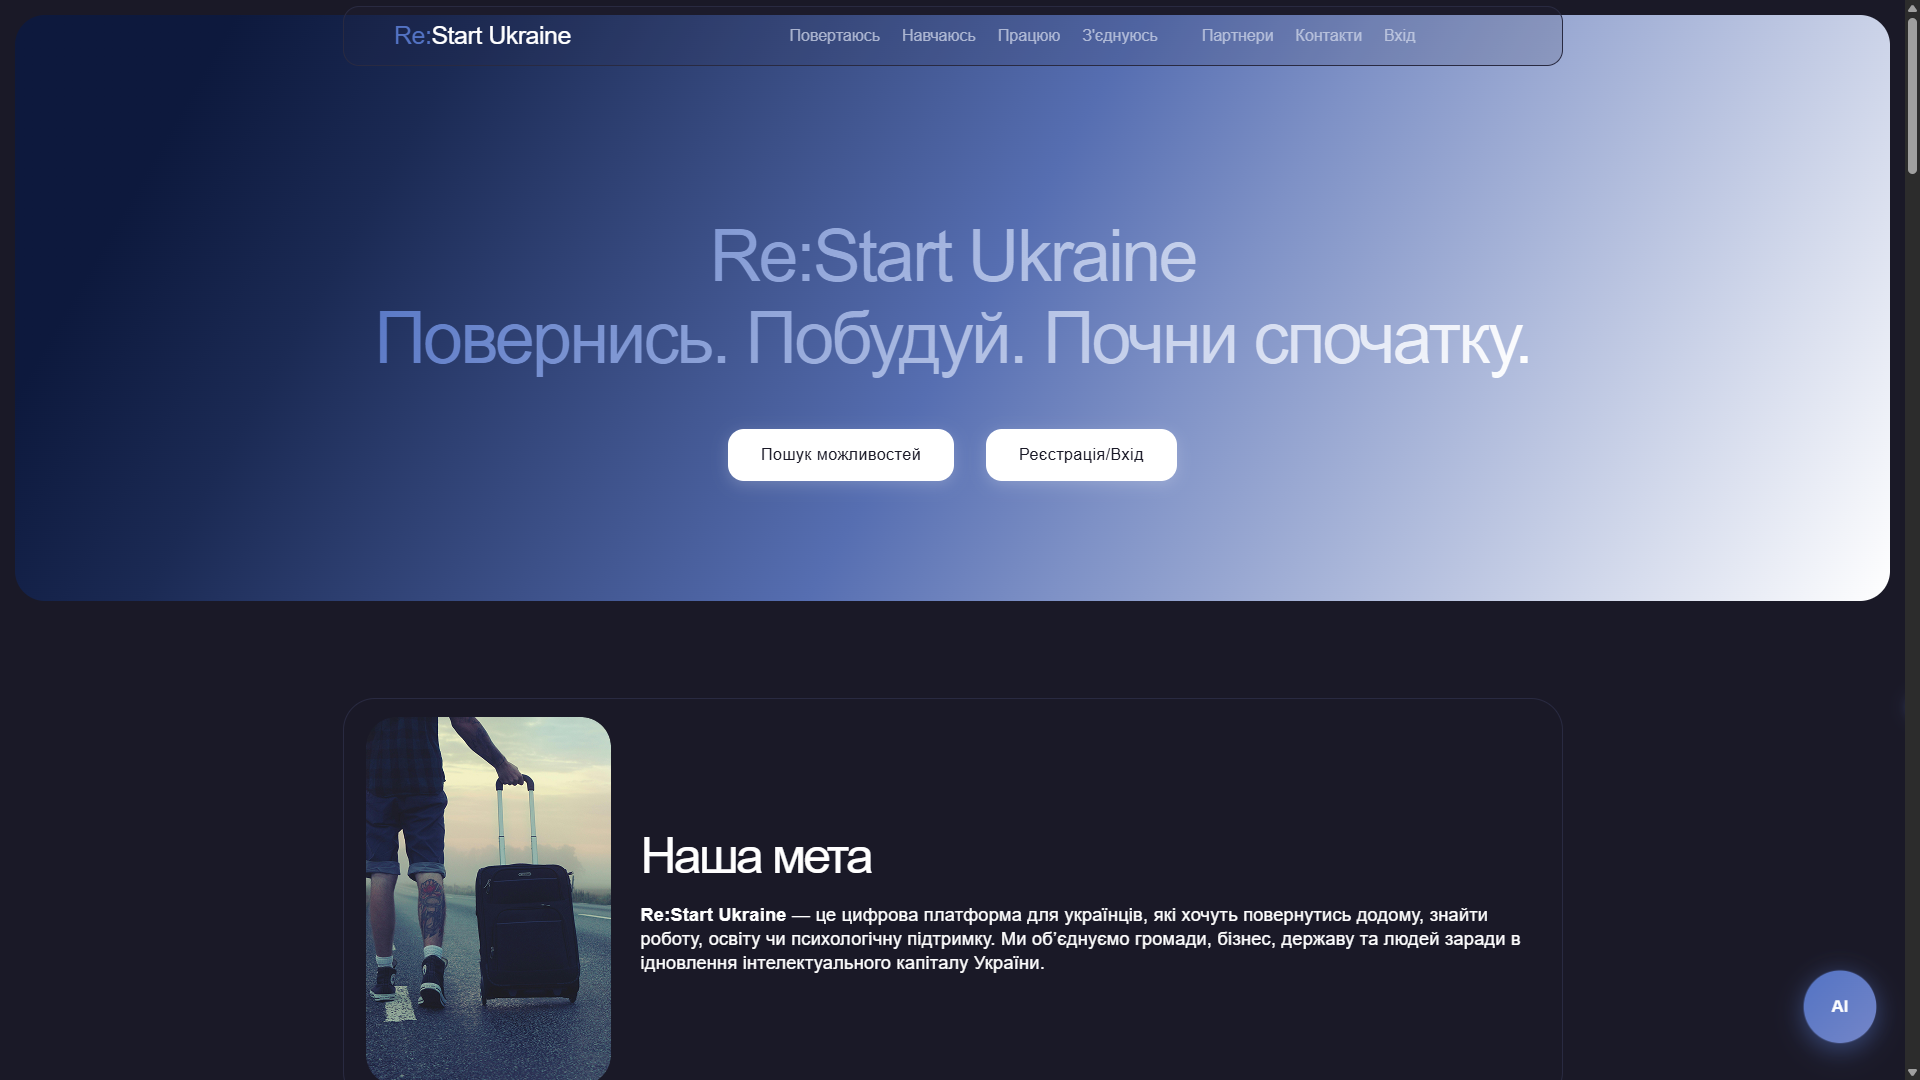 Re:Start Ukraine
Повертаюсь Навчаюсь Працюю З'єднуюсь Партнери Контакти Вхід
Re:Start Ukraine
Повернись. Побудуй. Почни спочатку.
Пошук можливостей
Реєстрація/Вхід
Наша мета
Re:Start Ukraine — це цифрова платформа для українців, які хочуть повернутись додому, знайти
роботу, освіту чи психологічну підтримку. Ми об’єднуємо громади, бізнес, державу та людей заради в
ідновлення інтелектуального капіталу України.
AI